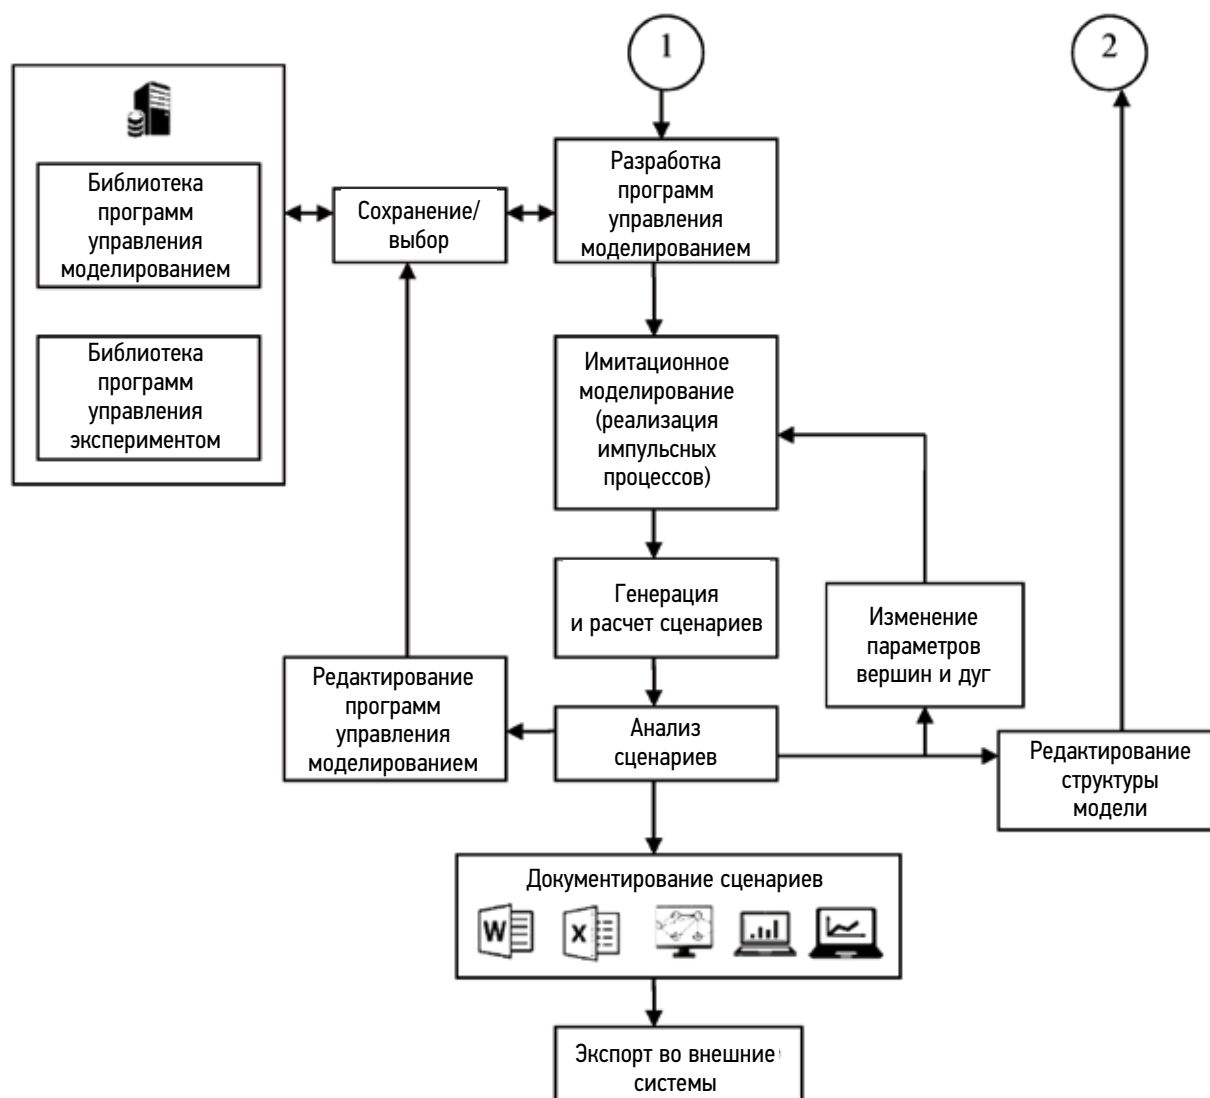 1
2
Библиотека
программ
управления
моделированием
Библиотека
программ
управления
экспериментом
Сохранение/
выбор
Разработка
программ
управления
моделированием
Имитационное
моделирование
(реализация
импульсных
процессов)
Генерация
и расчет сценариев
Изменение
параметров
вершин и дуг
Редактирование
программ
управления
моделированием
Анализ
сценариев
Редактирование
структуры
модели
Документирование сценариев
W
X
Экспорт во внешние
системы